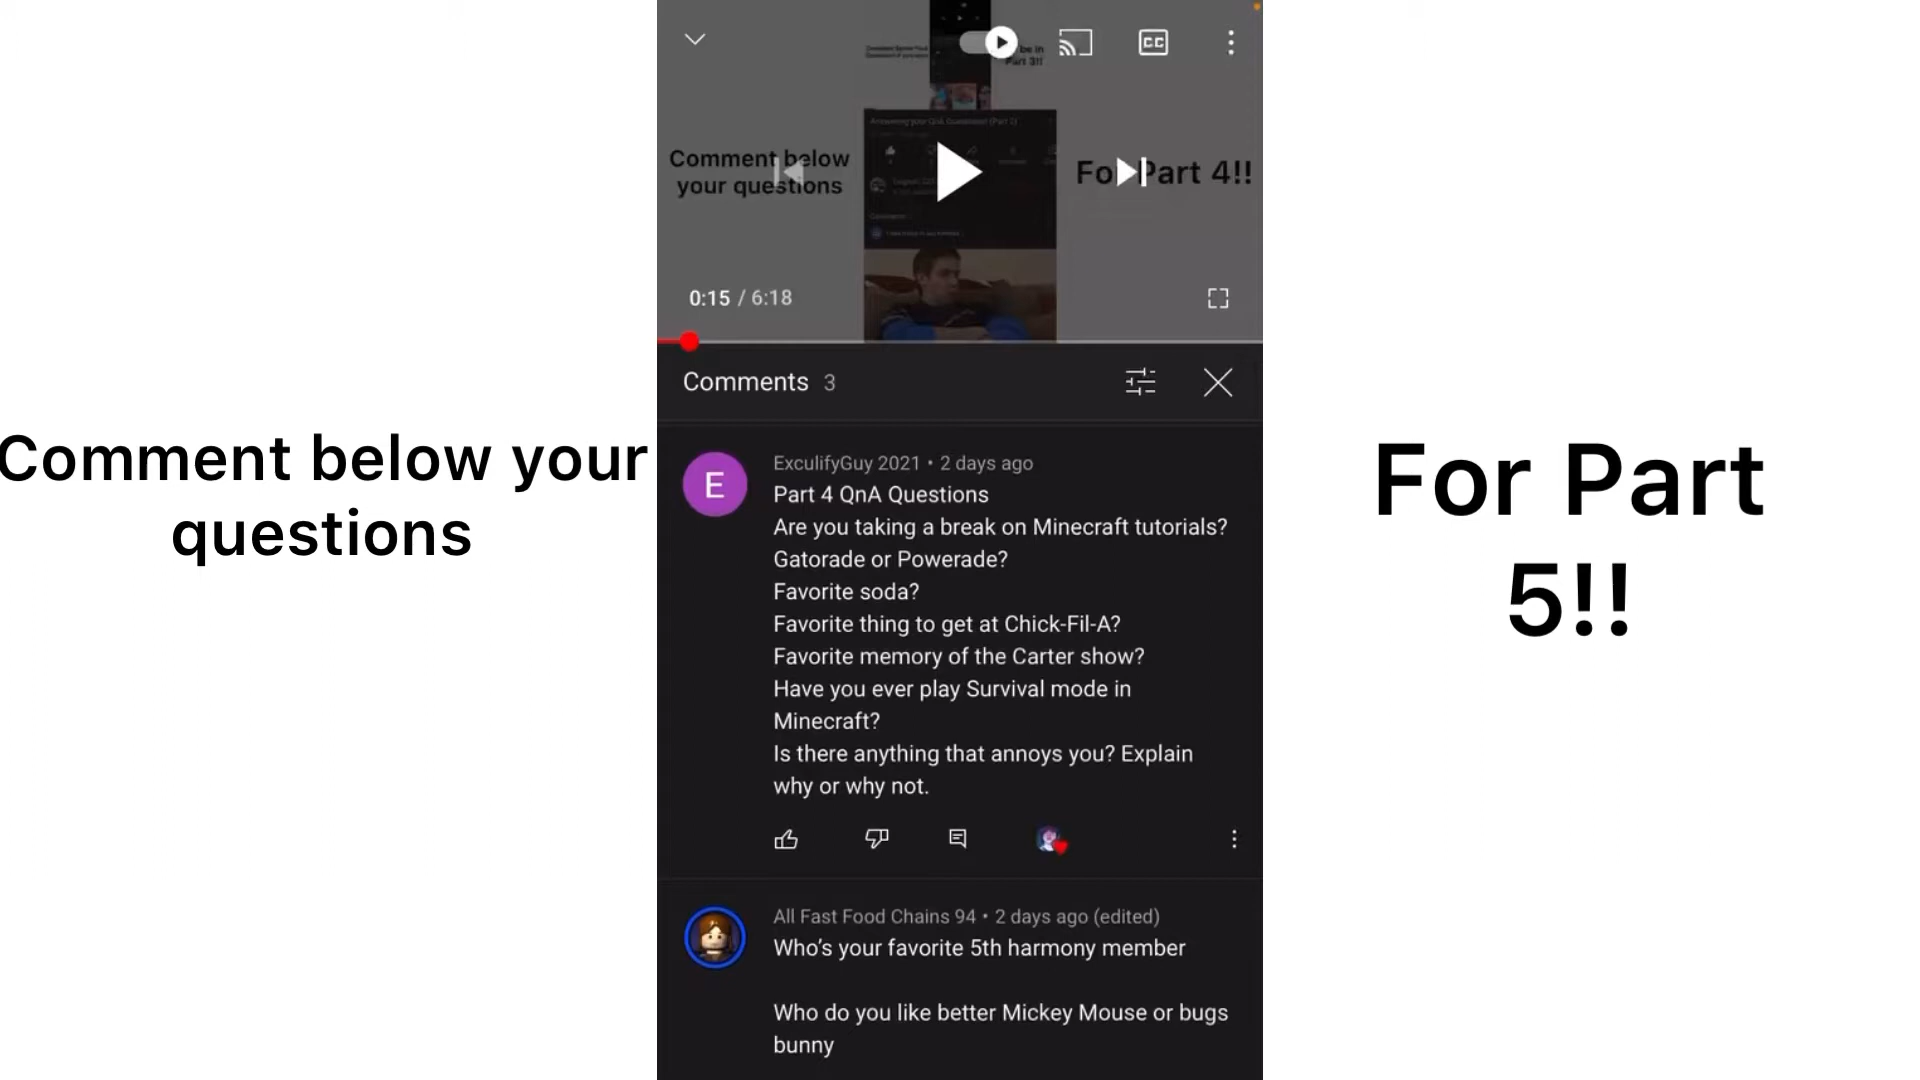 Comment below your
questions
be in
Part 3!!
Comment below
your questions
For Part 4!!
0:15 / 6:18
Comments 3
E
ExculifyGuy 2021 • 2 days ago
Part 4 QnA Questions
Are you taking a break on Minecraft tutorials?
Gatorade or Powerade?
Favorite soda?
Favorite thing to get at Chick-Fil-A?
Favorite memory of the Carter show?
Have you ever play Survival mode in
Minecraft?
Is there anything that annoys you? Explain
why or why not.
All Fast Food Chains 94 • 2 days ago (edited)
Who’s your favorite 5th harmony member
Who do you like better Mickey Mouse or bugs
bunny
For Part
5!!
CC